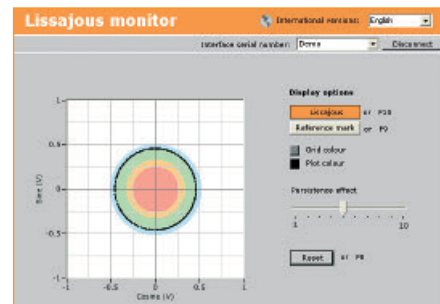 Lissajous monitor
International versions: English
Interface serial number: Demo Disconnect
Display options
Lissajous or F10
Reference mark or F9
Grid colour
Plot colour
Persistence effect
1 10
Reset or F8
1
0.5
0
-0.5
-1
-1 -0.5 0 0.5 1
Sine (V)
Cosine (V)